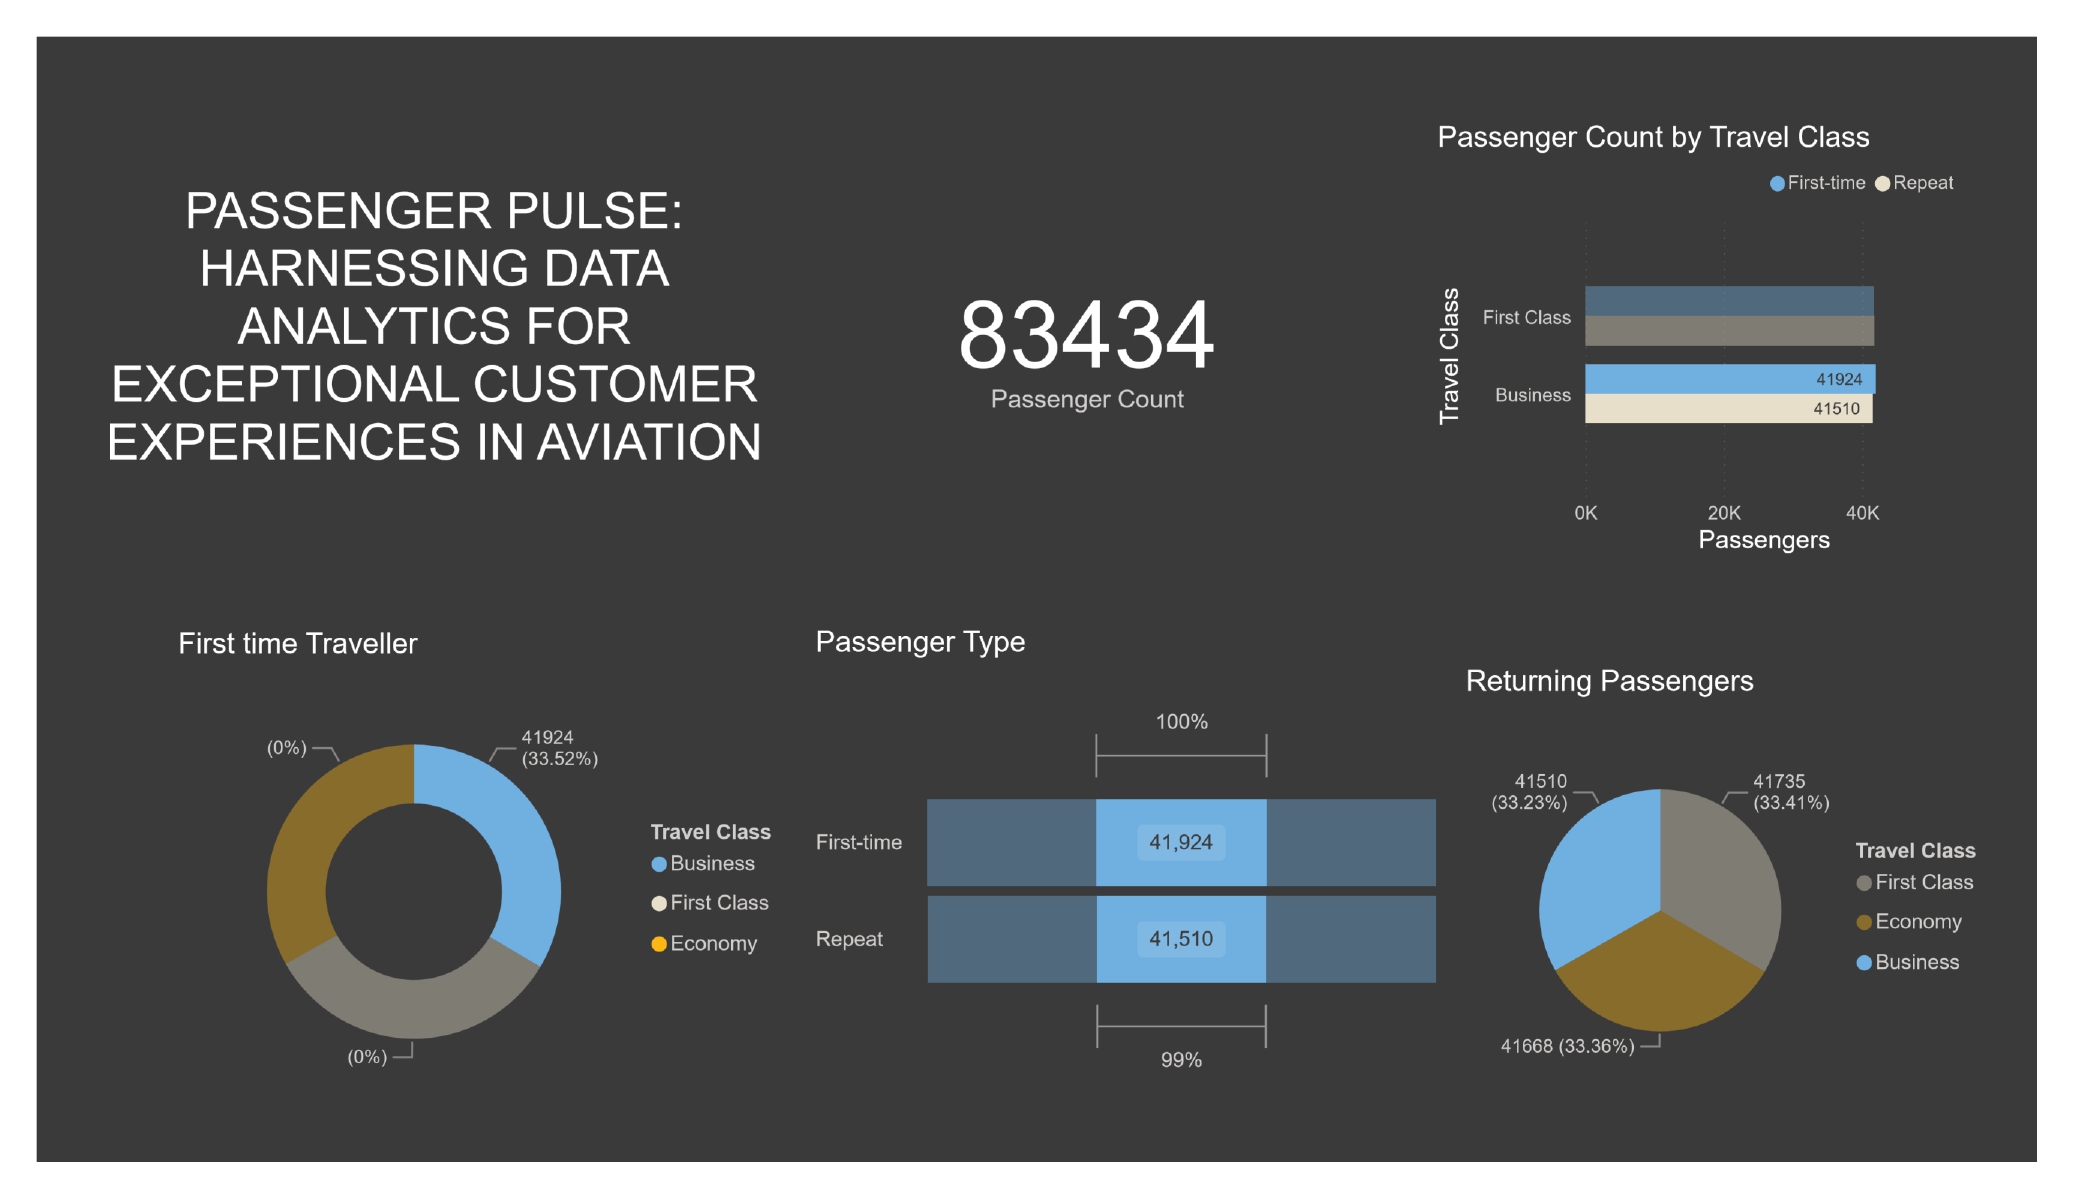 PASSENGER PULSE:
HARNESSING DATA
ANALYTICS FOR
EXCEPTIONAL CUSTOMER
EXPERIENCES IN AVIATION
83434
Passenger Count
Passenger Count by Travel Class
First-time Repeat
Travel Class
First Class
Business
41924
41510
0K 20K 40K
Passengers
First time Traveller
(0%)
41924
(33.52%)
(0%)
Travel Class
Business
First Class
Economy
Passenger Type
100%
First-time 41,924
Repeat 41,510
99%
Returning Passengers
41510
(33.23%)
41735
(33.41%)
41668 (33.36%)
Travel Class
First Class
Economy
Business